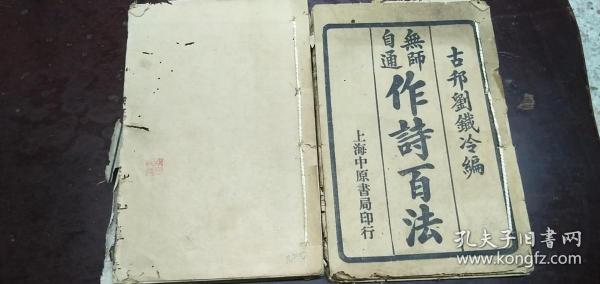 古邗劉鐵冷編
無師
自通
作詩百法
上海中原書局印行
孔夫子旧書网
www.kongfz.com